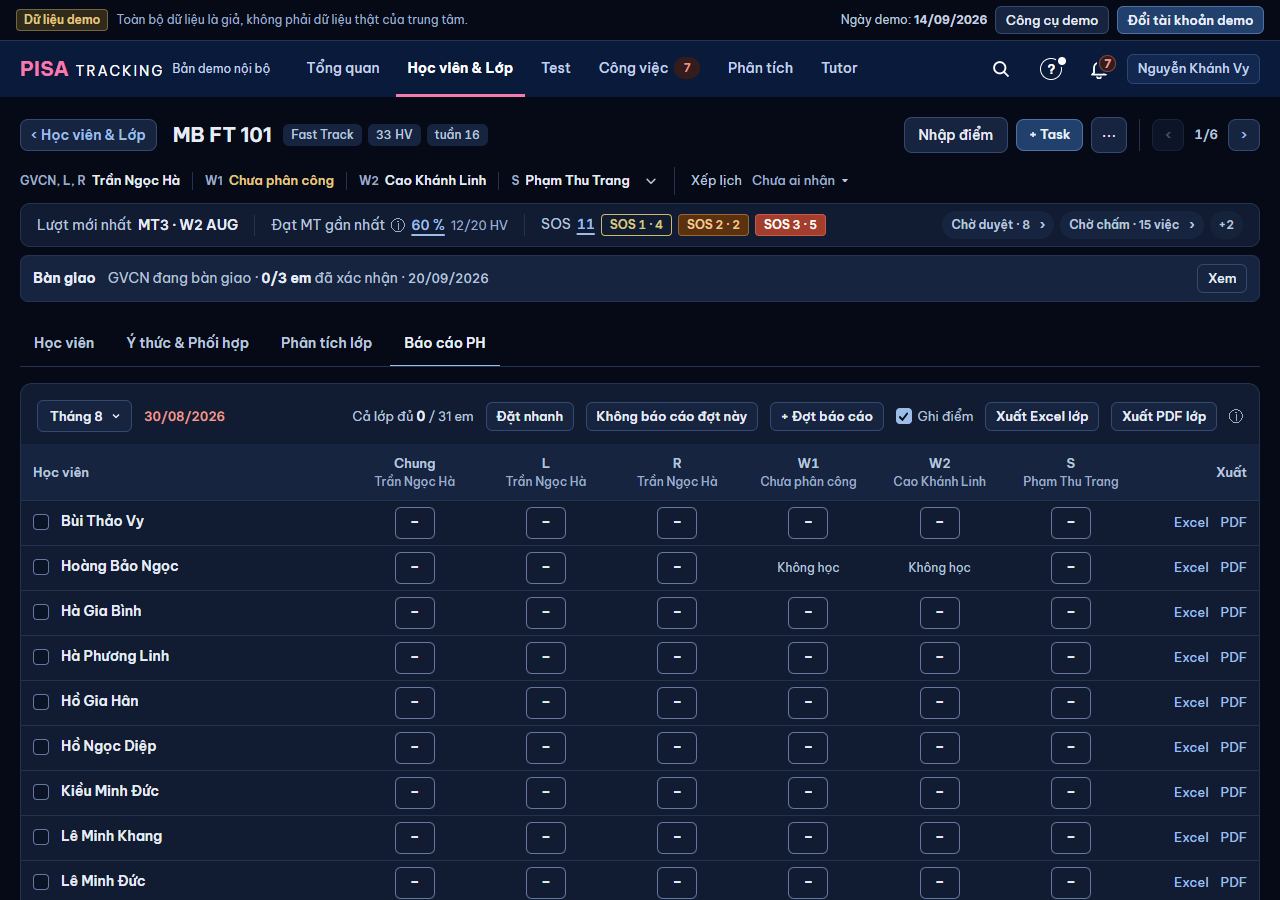 Dữ liệu demo Toàn bộ dữ liệu là giả, không phải dữ liệu thật của trung tâm. Ngày demo: 14/09/2026 Công cụ demo Đổi tài khoản demo
PISA TRACKING Bản demo nội bộ Tổng quan Học viên & Lớp Test Công việc 7 Phân tích Tutor ? 7 Nguyễn Khánh Vy
‹ Học viên & Lớp MB FT 101 Fast Track 33 HV tuần 16 Nhập điểm + Task ... ‹ 1/6 ›
GVCN, L, R Trần Ngọc Hà W1 Chưa phân công W2 Cao Khánh Linh S Phạm Thu Trang Xếp lịch Chưa ai nhận
Lượt mới nhất MT3 · W2 AUG Đạt MT gần nhất ⓘ 60 % 12/20 HV SOS 11 SOS 1 · 4 SOS 2 · 2 SOS 3 · 5 Chờ duyệt · 8 › Chờ chấm · 15 việc › +2
Bàn giao GVCN đang bàn giao · 0/3 em đã xác nhận · 20/09/2026 Xem
Học viên Ý thức & Phối hợp Phân tích lớp Báo cáo PH
Tháng 8 30/08/2026 Cả lớp đủ 0 / 31 em Đặt nhanh Không báo cáo đợt này + Đợt báo cáo Ghi điểm Xuất Excel lớp Xuất PDF lớp ⓘ
Học viên Chung L R W1 W2 S Xuất
Trần Ngọc Hà Trần Ngọc Hà Trần Ngọc Hà Chưa phân công Cao Khánh Linh Phạm Thu Trang
Bùi Thảo Vy – – – – – – Excel PDF
Hoàng Bảo Ngọc – – – Không học Không học – Excel PDF
Hà Gia Bình – – – – – – Excel PDF
Hà Phương Linh – – – – – – Excel PDF
Hồ Gia Hân – – – – – – Excel PDF
Hồ Ngọc Diệp – – – – – – Excel PDF
Kiều Minh Đức – – – – – – Excel PDF
Lê Minh Khang – – – – – – Excel PDF
Lê Minh Đức – – – – – – Excel PDF